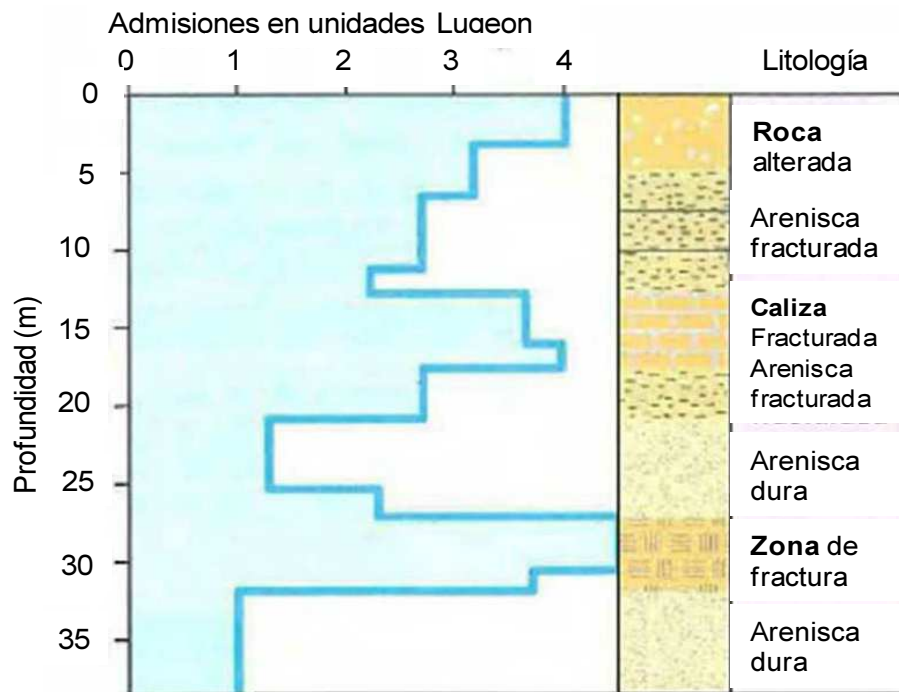 Admisiones en unidades Lugeon
0 1 2 3 4 Litología
0
5
10
15
20
25
30
35
Profundidad (m)
Roca
alterada
Arenisca
fracturada
Caliza
Fracturada
Arenisca
fracturada
Arenisca
dura
Zona de
fractura
Arenisca
dura